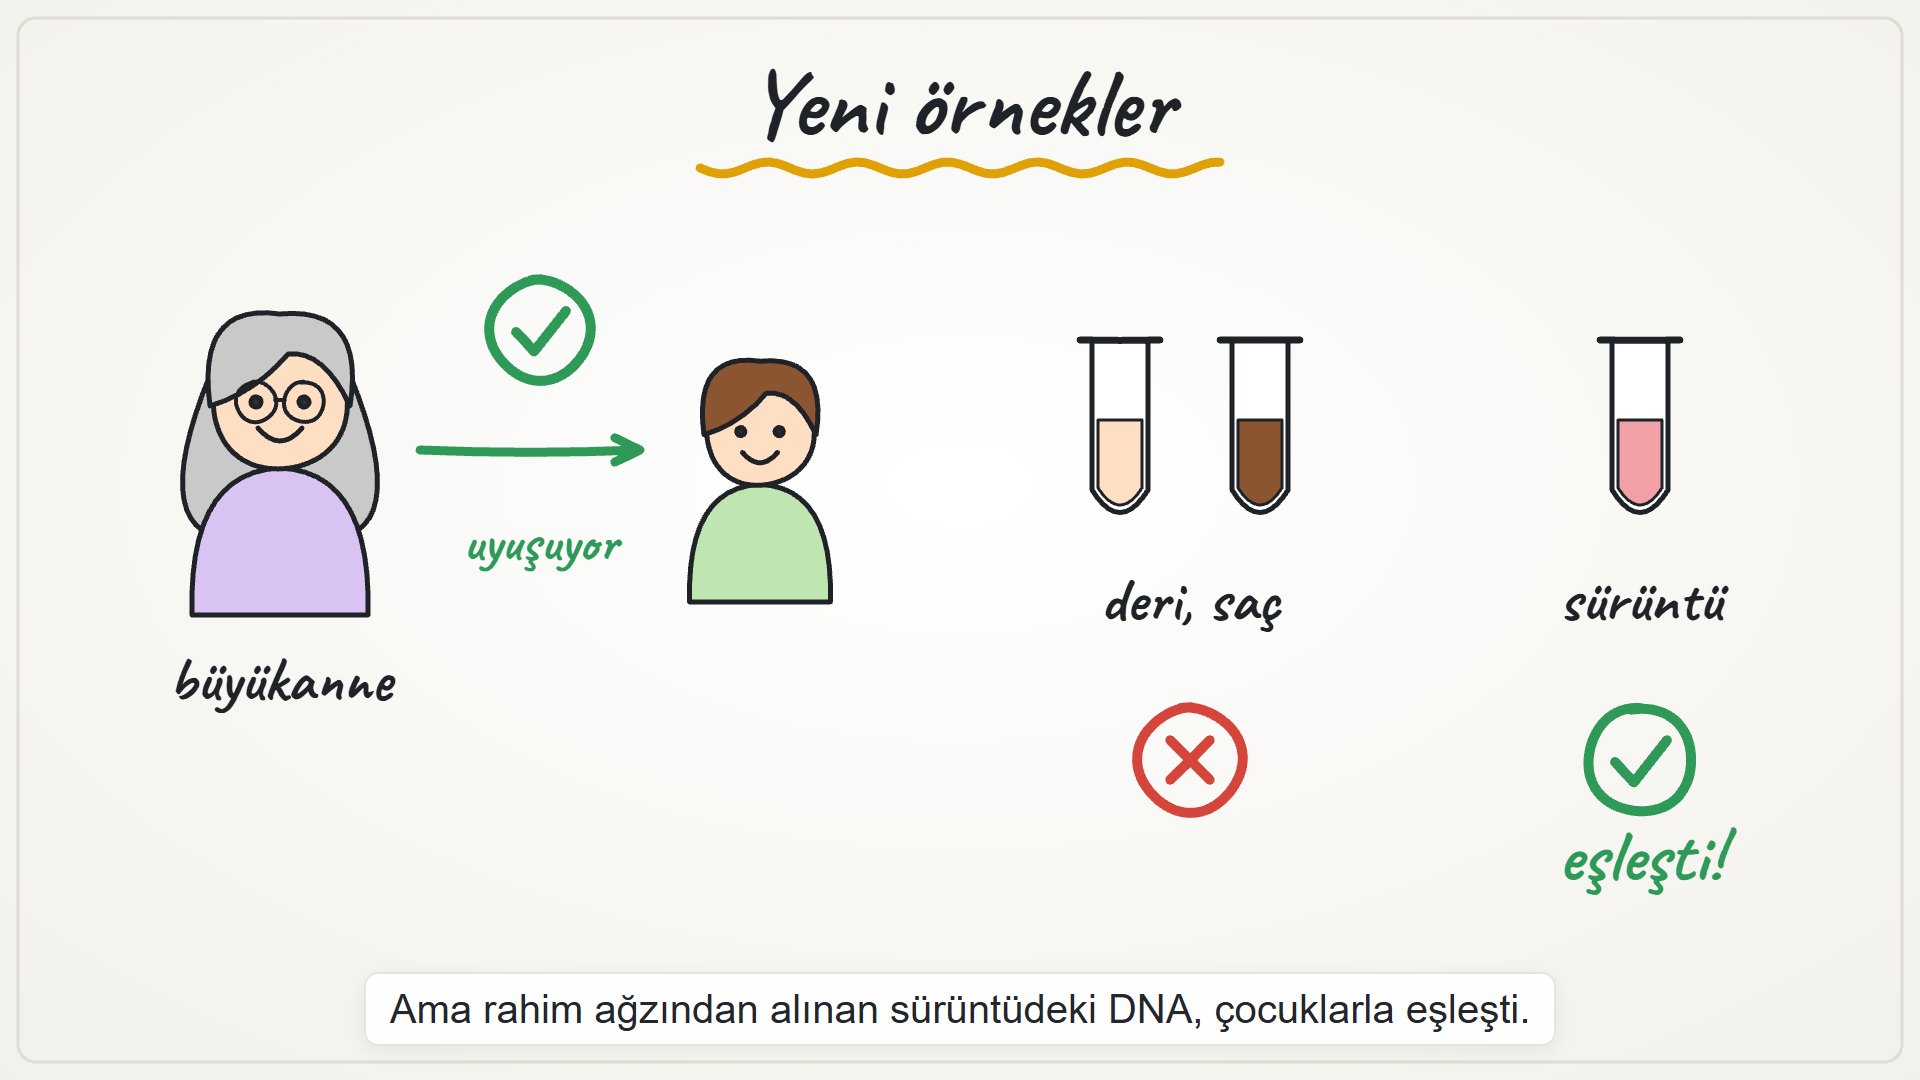 Yeni örnekler
uyuşuyor
büyükanne
deri, saç
sürüntü
eşleşti!
Ama rahim ağzından alınan sürüntüdeki DNA, çocuklarla eşleşti.